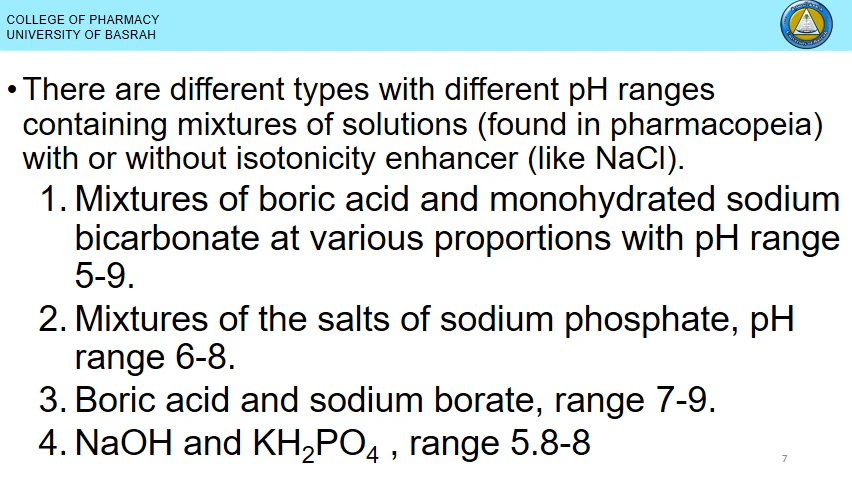 COLLEGE OF PHARMACY
UNIVERSITY OF BASRAH
• There are different types with different pH ranges
containing mixtures of solutions (found in pharmacopeia)
with or without isotonicity enhancer (like NaCl).
1. Mixtures of boric acid and monohydrated sodium
bicarbonate at various proportions with pH range
5-9.
2. Mixtures of the salts of sodium phosphate, pH
range 6-8.
3. Boric acid and sodium borate, range 7-9.
4. NaOH and KH₂PO₄ , range 5.8-8
7